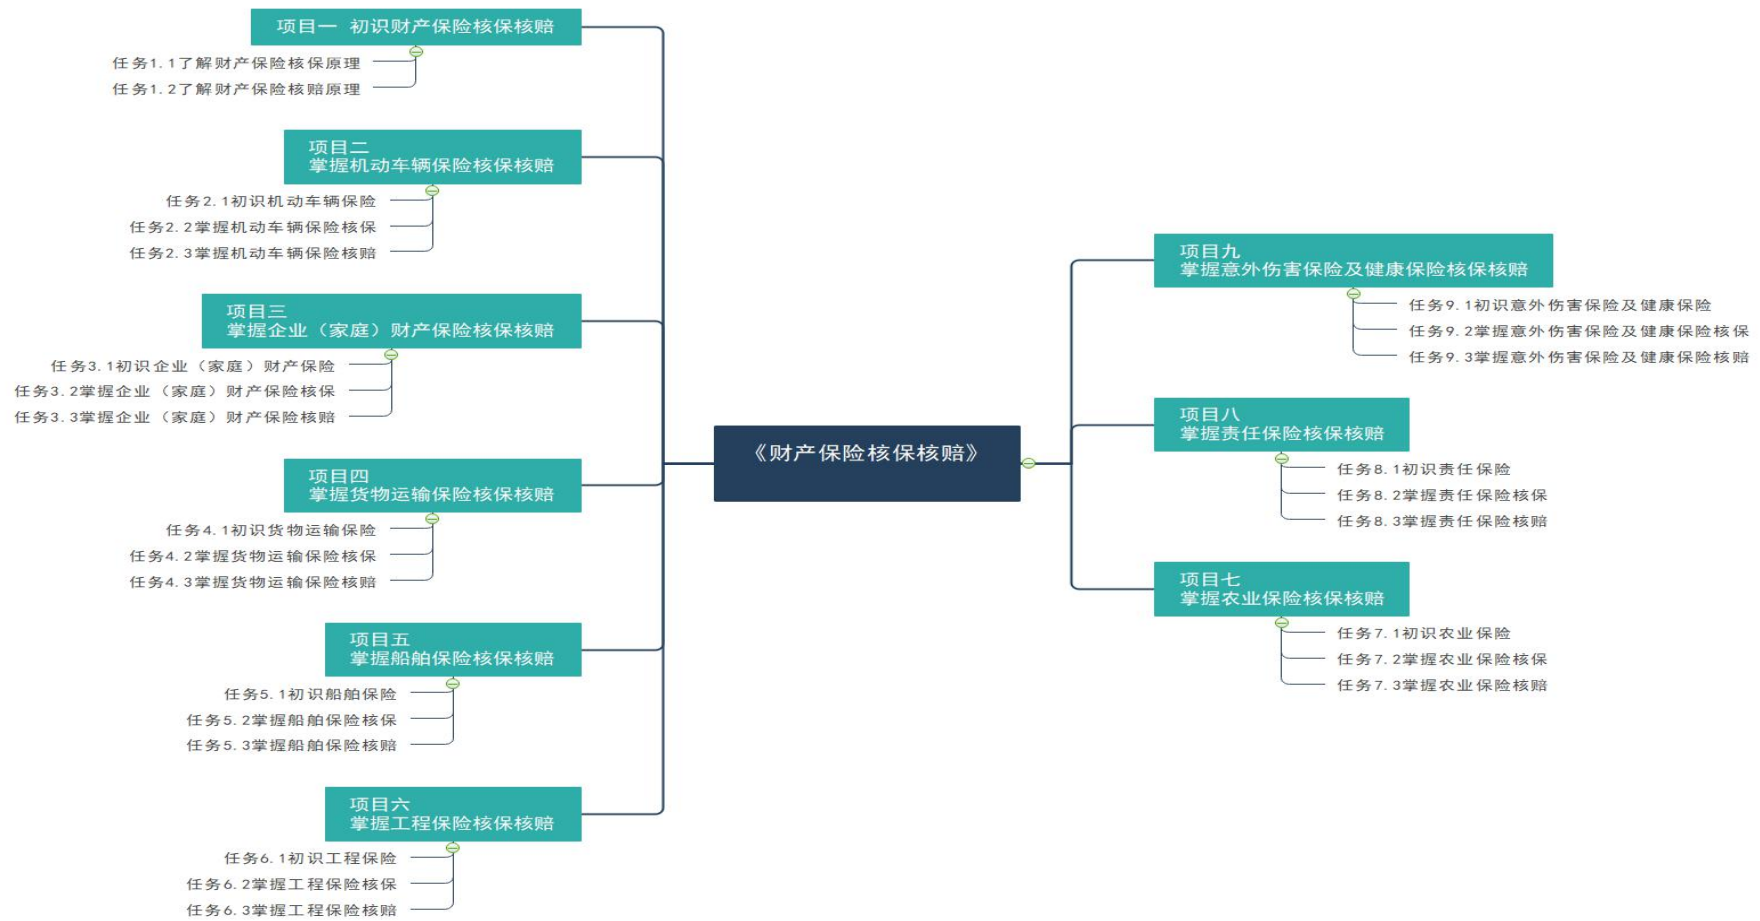 项目一 初识财产保险核保核赔
任务1.1了解财产保险核保原理
任务1.2了解财产保险核赔原理
项目二
掌握机动车辆保险核保核赔
任务2.1初识机动车辆保险
任务2.2掌握机动车辆保险核保
任务2.3掌握机动车辆保险核赔
项目三
掌握企业（家庭）财产保险核保核赔
任务3.1初识企业（家庭）财产保险
任务3.2掌握企业（家庭）财产保险核保
任务3.3掌握企业（家庭）财产保险核赔
项目四
掌握货物运输保险核保核赔
任务4.1初识货物运输保险
任务4.2掌握货物运输保险核保
任务4.3掌握货物运输保险核赔
项目五
掌握船舶保险核保核赔
任务5.1初识船舶保险
任务5.2掌握船舶保险核保
任务5.3掌握船舶保险核赔
项目六
掌握工程保险核保核赔
任务6.1初识工程保险
任务6.2掌握工程保险核保
任务6.3掌握工程保险核赔
《财产保险核保核赔》
项目九
掌握意外伤害保险及健康保险核保核赔
任务9.1初识意外伤害保险及健康保险
任务9.2掌握意外伤害保险及健康保险核保
任务9.3掌握意外伤害保险及健康保险核赔
项目八
掌握责任保险核保核赔
任务8.1初识责任保险
任务8.2掌握责任保险核保
任务8.3掌握责任保险核赔
项目七
掌握农业保险核保核赔
任务7.1初识农业保险
任务7.2掌握农业保险核保
任务7.3掌握农业保险核赔